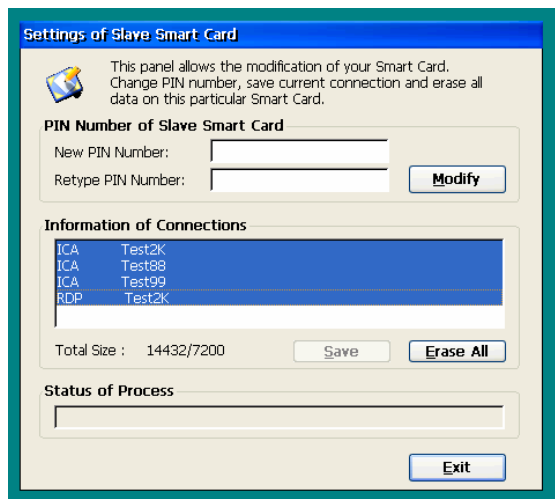 Settings of Slave Smart Card
This panel allows the modification of your Smart Card.
Change PIN number, save current connection and erase all
data on this particular Smart Card.
PIN Number of Slave Smart Card
New PIN Number:
Retype PIN Number:
Modify
Information of Connections
ICA Test2K
ICA Test88
ICA Test99
RDP Test2K
Total Size : 14432/7200 Save Erase All
Status of Process
Exit